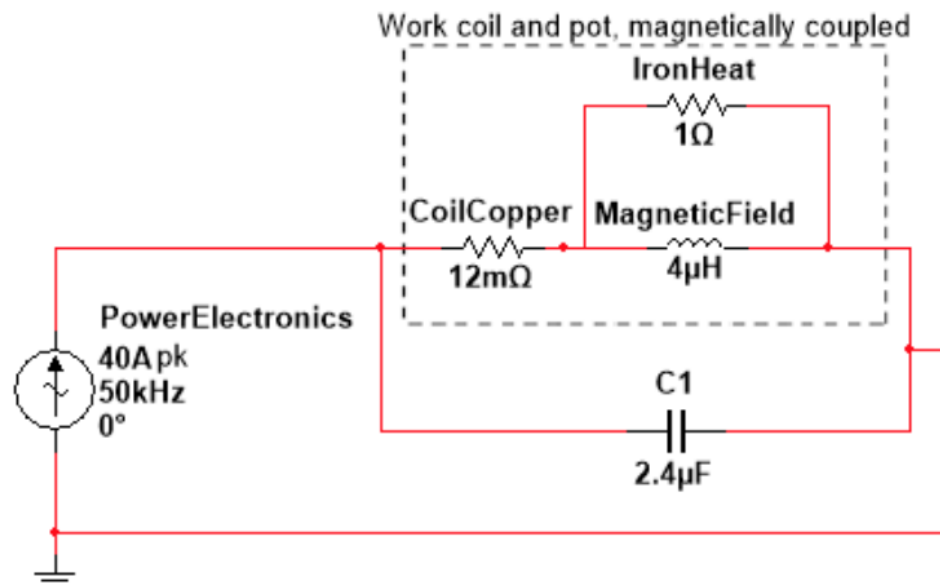 Work coil and pot, magnetically coupled
IronHeat
1Ω
CoilCopper
12mΩ
MagneticField
4µH
PowerElectronics
40A pk
50kHz
0°
C1
2.4µF